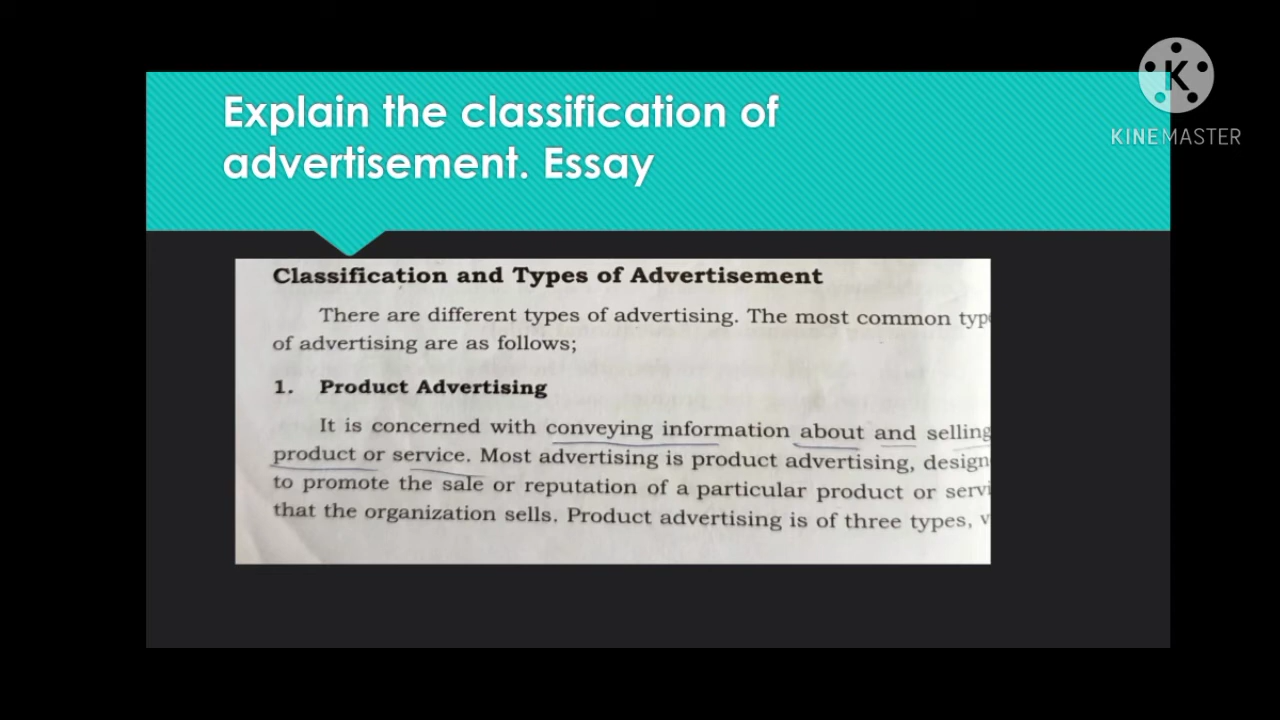 Explain the classification of
advertisement. Essay
K
KINEMASTER
Classification and Types of Advertisement
There are different types of advertising. The most common
of advertising are as follows;
1. Product Advertising
It is concerned with conveying information about and selling
product or service. Most advertising is product advertising,
to promote the sale or reputation of a particular product or
that the organization sells. Product advertising is of three types,